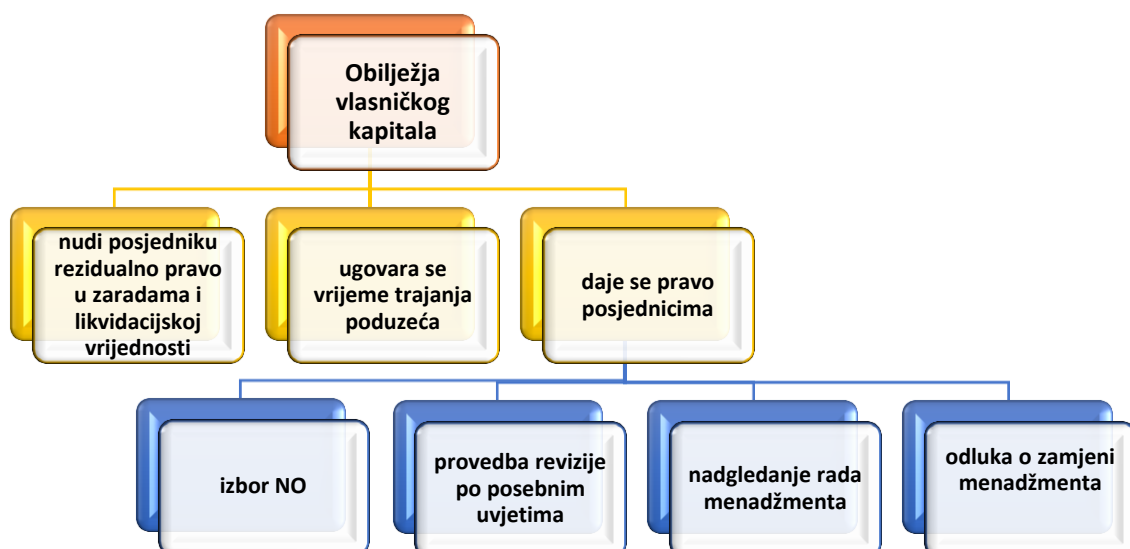 Obilježja
vlasničkog
kapitala
nudi posjedniku
rezidualno pravo
u zaradama i
likvidacijskoj
vrijednosti
ugovara se
vrijeme trajanja
poduzeća
daje se pravo
posjednicima
izbor NO
provedba revizije
po posebnim
uvjetima
nadgledanje rada
menadžmenta
odluka o zamjeni
menadžmenta